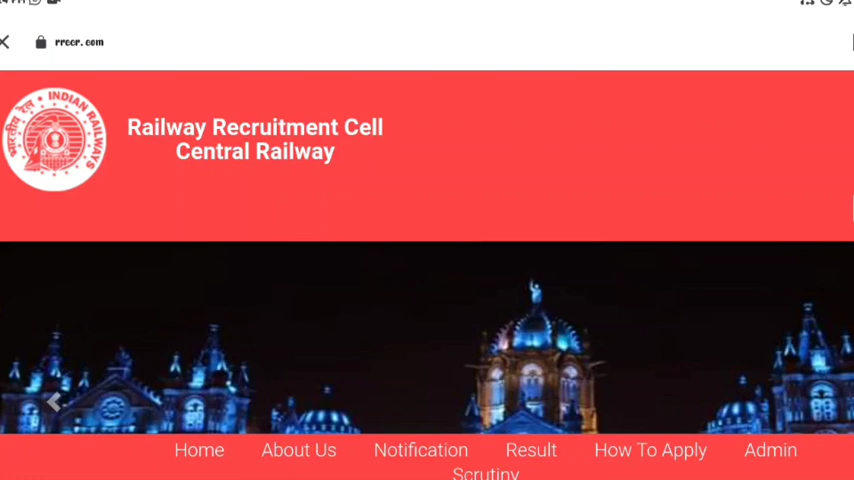 rrccr.com
भारतीय रेल • INDIAN RAILWAYS
Railway Recruitment Cell
Central Railway
Home About Us Notification Result How To Apply Admin
Scrutiny